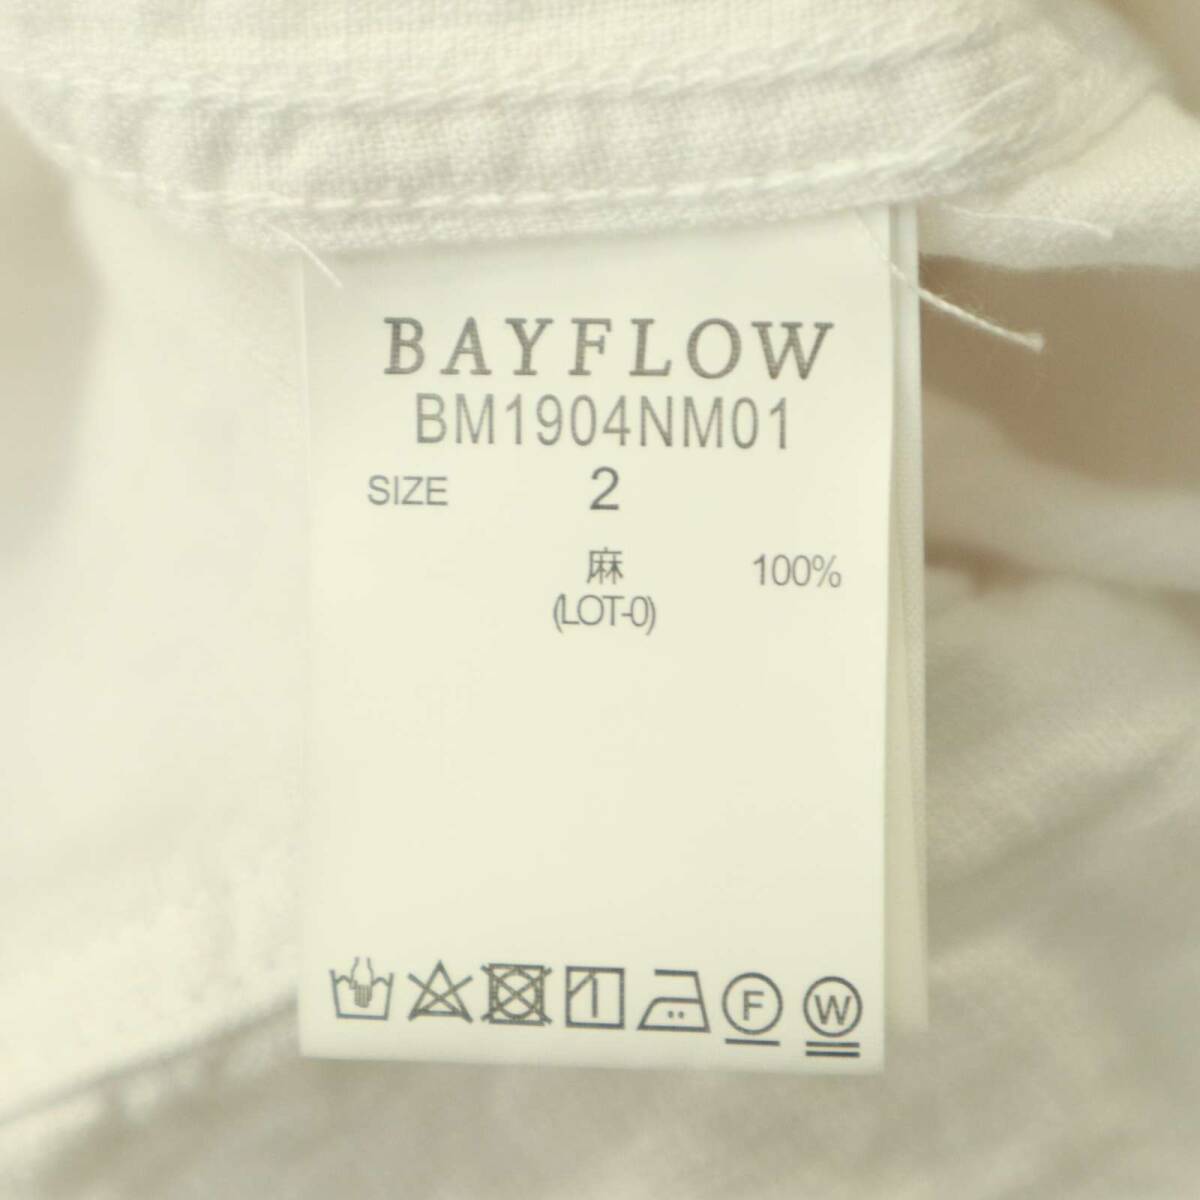 BAYFLOW
BM1904NM01
SIZE 2
麻 100%
(LOT-0)
F W